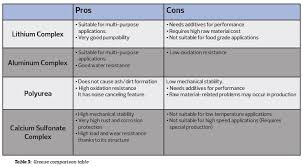 Pros
Cons
Lithium Complex
• Suitable for multi-purpose
applications.
• Very good pumpability
• Needs additives for performance
• Requires high raw material cost
• Not suitable for food grade applications
Aluminum Complex
• Suitable for multi-purpose
applications.
• Good water resistance
• Low oxidation resistance
Polyurea
Does not cause ash/ dirt formation
• High oxidation resistance
It has noise canceling feature
Low mechanical stability.
• Needs additives for performance
• Raw material-related problems may occur in production
Calcium Sulfonate
Complex
• High mechanical stability
• Very high rust and corrosion
protection
• High load and wear resistance
thanks to its structure
• Not suitable for low temperature applications
• Not suitable for high speed applications (Requires
special production)
Table 3: Grease comparison table